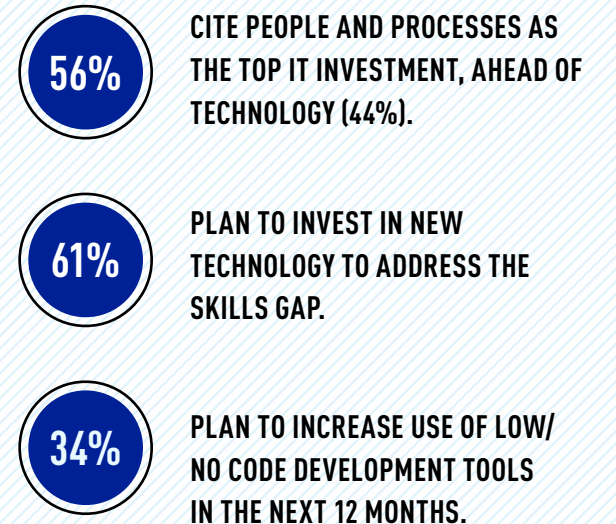 56%
CITE PEOPLE AND PROCESSES AS
THE TOP IT INVESTMENT, AHEAD OF
TECHNOLOGY (44%).
61%
PLAN TO INVEST IN NEW
TECHNOLOGY TO ADDRESS THE
SKILLS GAP.
34%
PLAN TO INCREASE USE OF LOW/
NO CODE DEVELOPMENT TOOLS
IN THE NEXT 12 MONTHS.